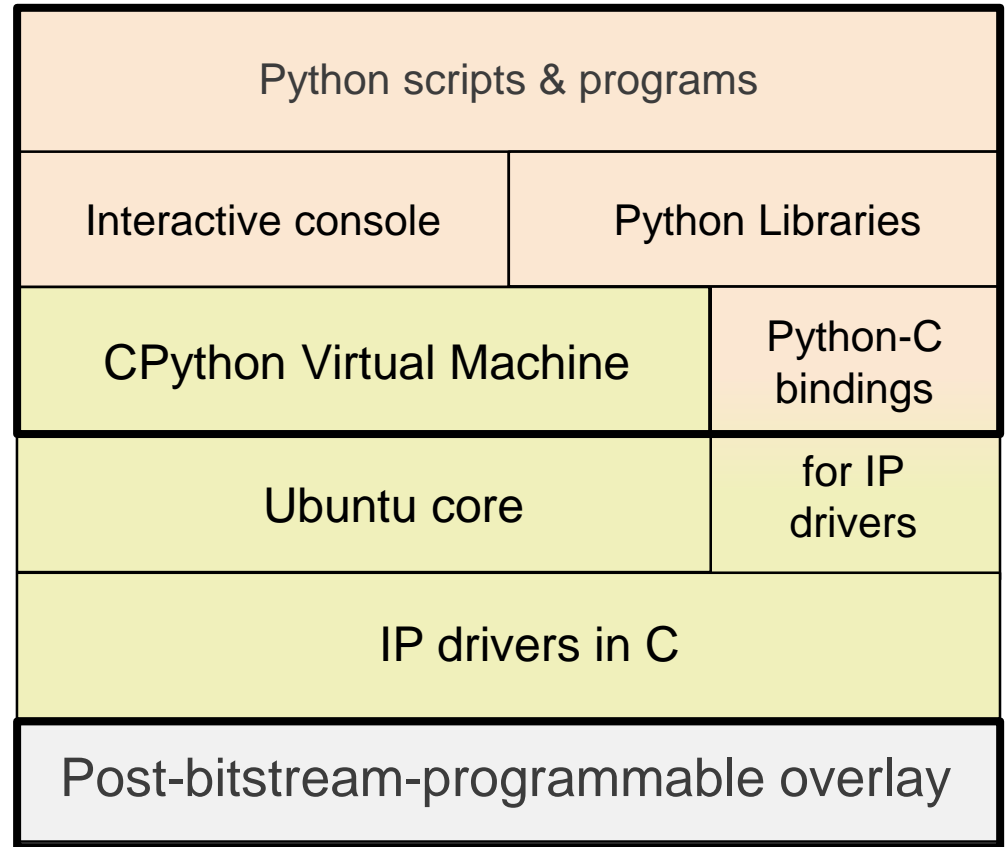 Python scripts & programs
Interactive console
Python Libraries
CPython Virtual Machine
Python-C
bindings
Ubuntu core
for IP
drivers
IP drivers in C
Post-bitstream-programmable overlay